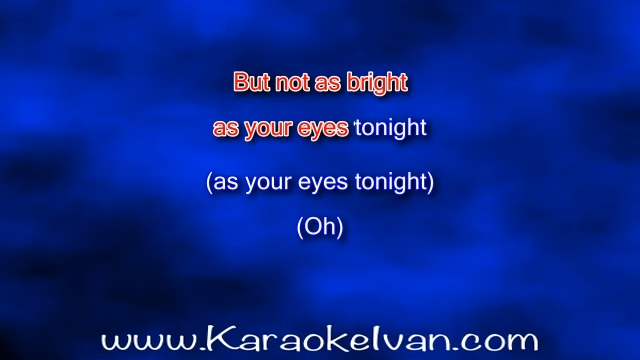 But not as bright
as your eyes tonight
(as your eyes tonight)
(Oh)
www.KaraokeIvan.com